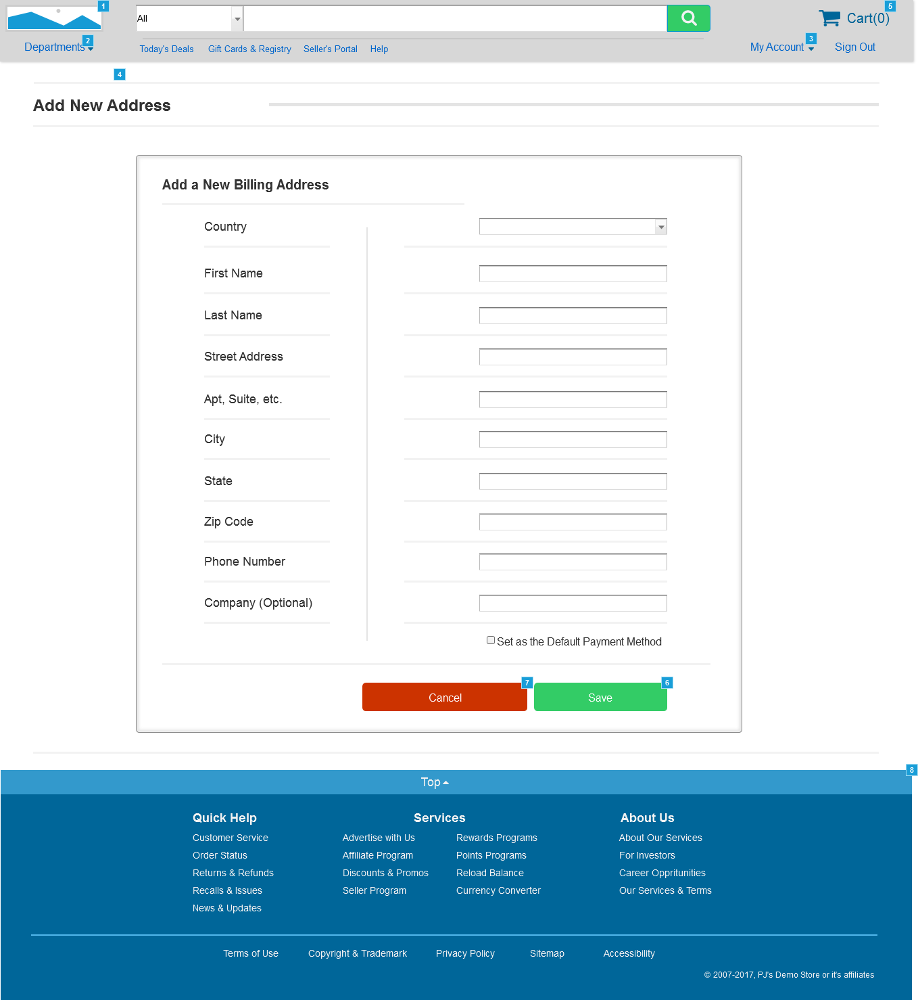 1
All
Cart(0)
5
Departments
2
Today's Deals
Gift Cards & Registry
Seller's Portal
Help
My Account
3
Sign Out
4
Add New Address
Add a New Billing Address
Country
First Name
Last Name
Street Address
Apt, Suite, etc.
City
State
Zip Code
Phone Number
Company (Optional)
Set as the Default Payment Method
Cancel
7
Save
6
8
Top
Quick Help
Customer Service
Order Status
Returns & Refunds
Recalls & Issues
News & Updates
Services
Advertise with Us
Affiliate Program
Discounts & Promos
Seller Program
Rewards Programs
Points Programs
Reload Balance
Currency Converter
About Us
About Our Services
For Investors
Career Oppritunities
Our Services & Terms
Terms of Use
Copyright & Trademark
Privacy Policy
Sitemap
Accessibility
© 2007-2017, PJ's Demo Store or it's affiliates